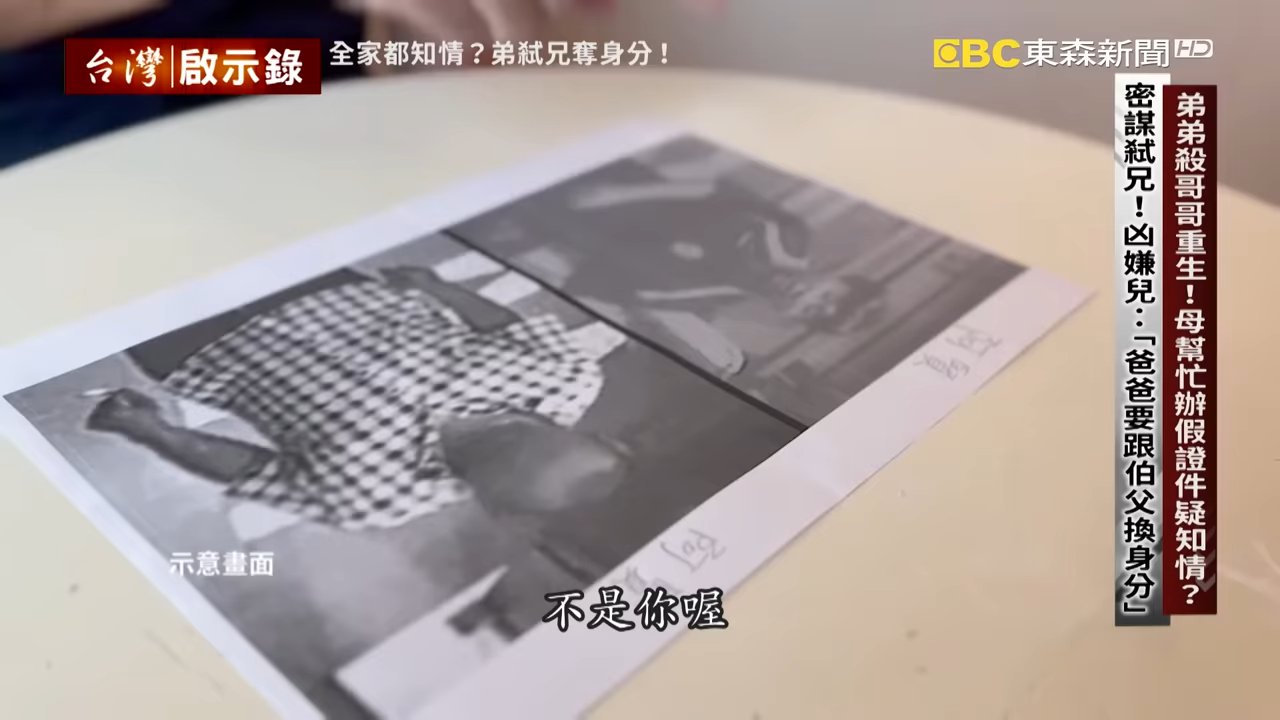 台灣|啟示錄
全家都知情？弟弒兄奪身分！
EBC東森新聞HD
弟弟殺哥哥重生！母幫忙辦假證件疑知情？
密謀弒兄！凶嫌兒：「爸爸要跟伯父換身分」
示意畫面
阿
不是你喔